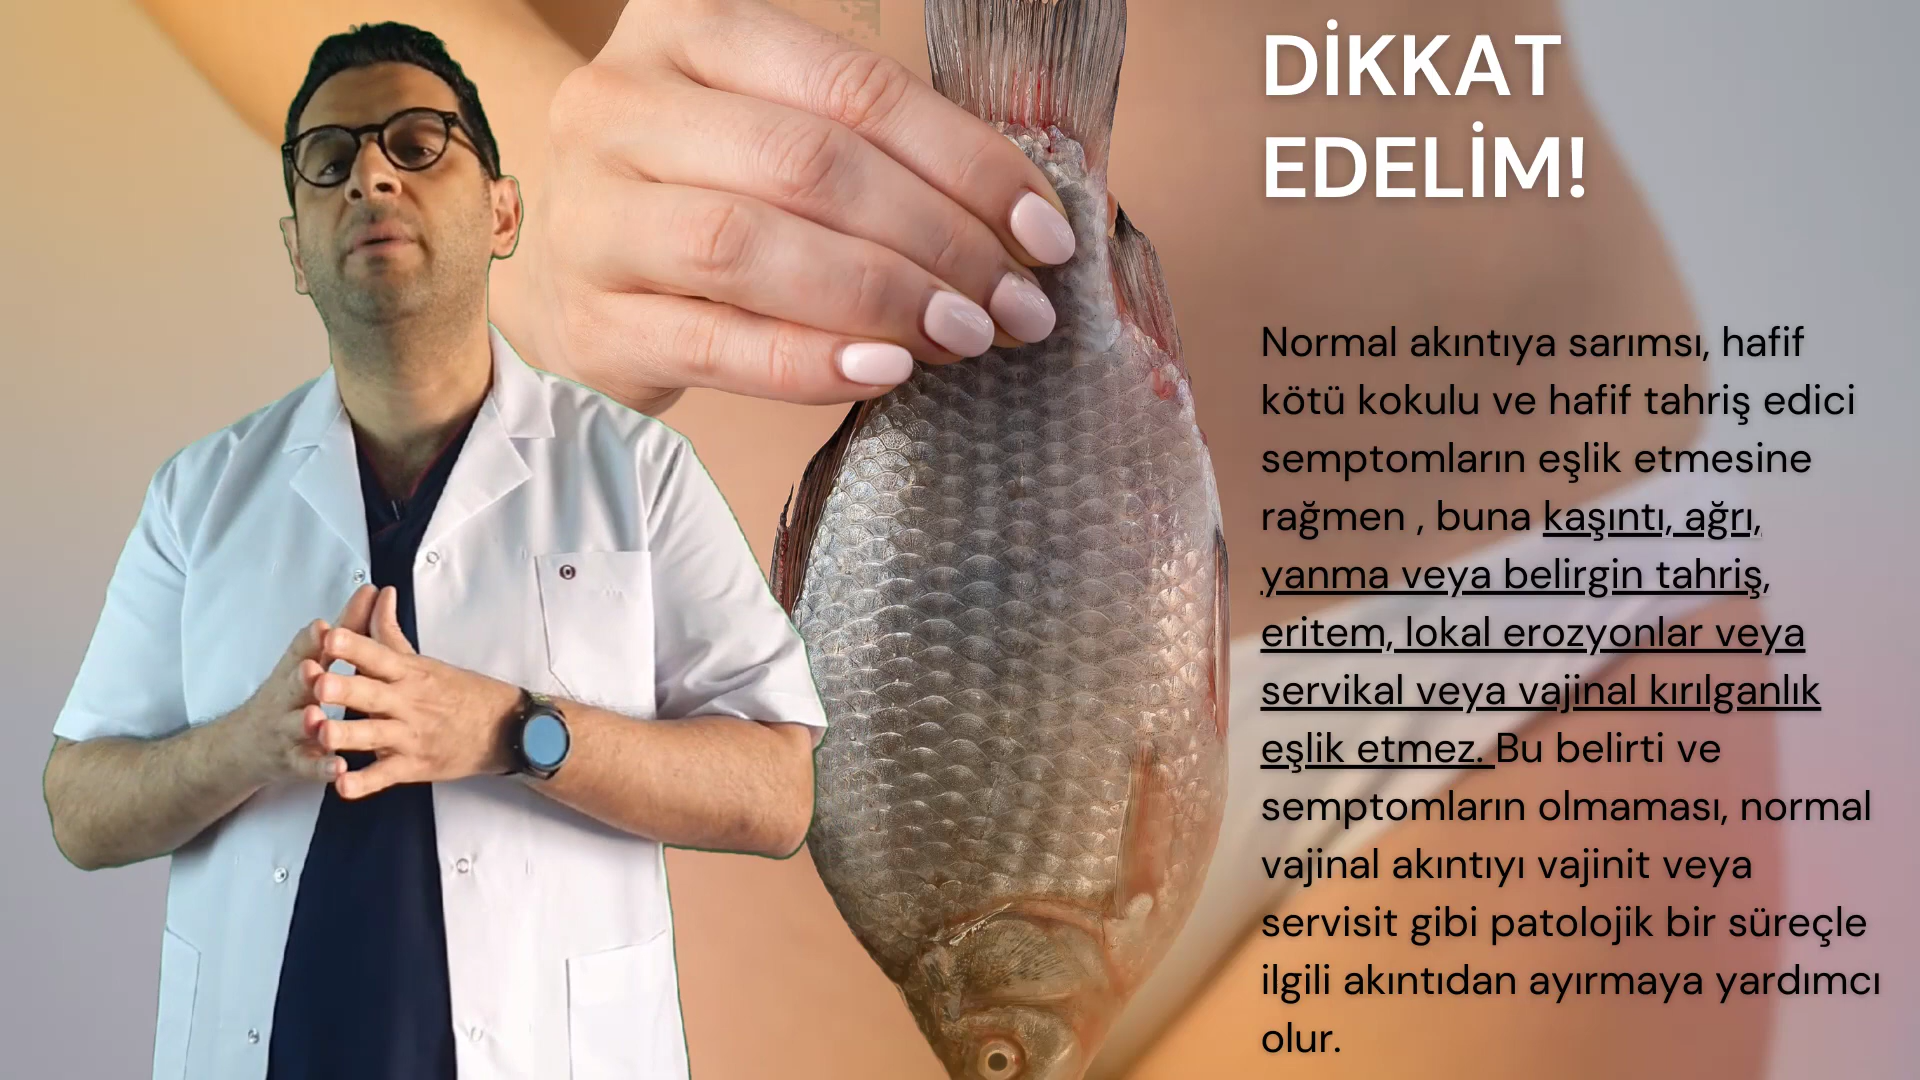 DİKKAT
EDELİM!
Normal akıntıya sarımsı, hafif
kötü kokulu ve hafif tahriş edici
semptomların eşlik etmesine
rağmen , buna kaşıntı, ağrı,
yanma veya belirgin tahriş,
eritem, lokal erozyonlar veya
servikal veya vajinal kırılganlık
eşlik etmez. Bu belirti ve
semptomların olmaması, normal
vajinal akıntıyı vajinit veya
servisit gibi patolojik bir süreçle
ilgili akıntıdan ayırmaya yardımcı
olur.